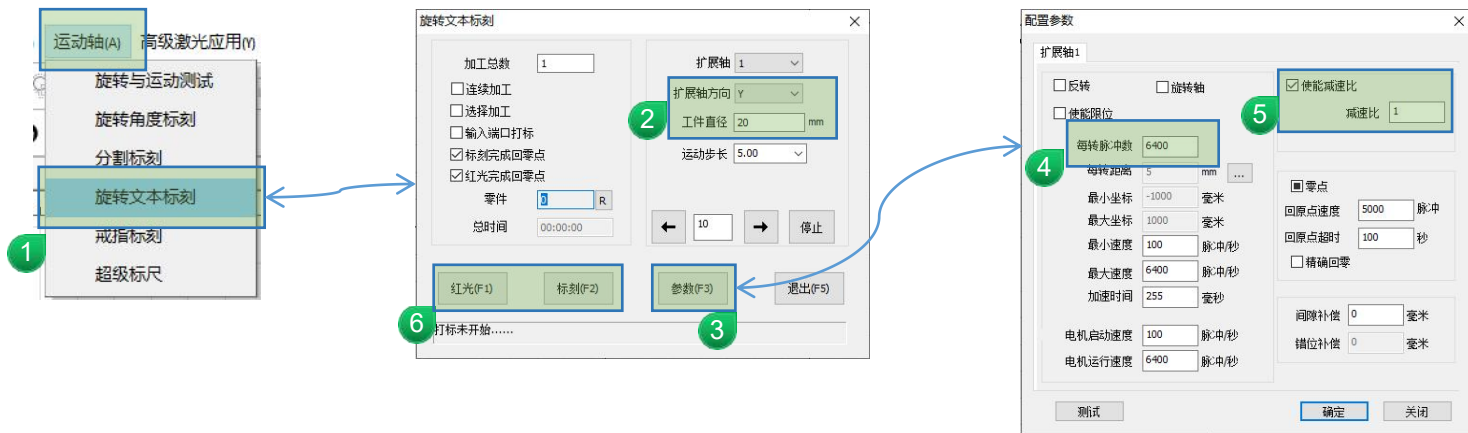 运动轴(A) 高级激光应用(Y)
旋转与运动测试
旋转角度标刻
分割标刻
旋转文本标刻
戒指标刻
超级标尺
1
旋转文本标刻
加工总数 1
连续加工
选择加工
输入端口打标
标刻完成回零点
红光完成回零点
零件 0 R
总时间 00:00:00
扩展轴 1
扩展轴方向 Y
工件直径 20 mm
2
运动步长 5.00
10 停止
红光(F1) 标刻(F2) 参数(F3) 退出(F5)
6
3
打标未开始......
配置参数
扩展轴1
反转 旋转轴
使能限位
每转脉冲数 6400
4
每转距离 5 mm ...
最小坐标 -1000 毫米
最大坐标 1000 毫米
最小速度 100 脉冲/秒
最大速度 6400 脉冲/秒
加速时间 255 毫秒
电机启动速度 100 脉冲/秒
电机运行速度 6400 脉冲/秒
使能减速比
5
减速比 1
零点
回原点速度 5000 脉冲
回原点超时 100 秒
精确回零
间隙补偿 0 毫米
错位补偿 0 毫米
测试 确定 关闭